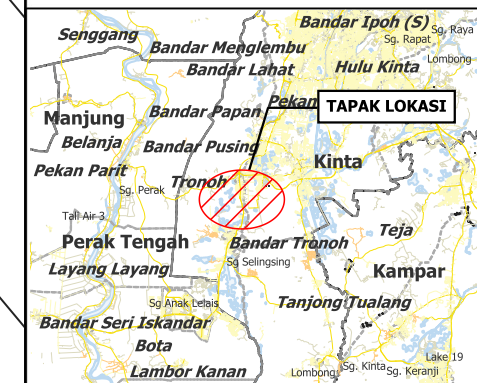 Senggang
Bandar Ipoh (S)
Sg. Raya
Sg. Rapat
Bandar Menglembu
Lombong
Bandar Lahat
Hulu Kinta
Pekan
TAPAK LOKASI
Bandar Papan
Manjung
Belanja
Bandar Pusing
Kinta
Pekan Parit
Tronoh
Sg. Perak
Tali Air 3
Teja
Perak Tengah
Bandar Tronoh
Sg Selingsing
Layang Layang
Kampar
Sg Anak Lelais
Tanjong Tualang
Bandar Seri Iskandar
Bota
Lake 19
Lambor Kanan
Lombong
Sg. Kinta
Sg. Keranji